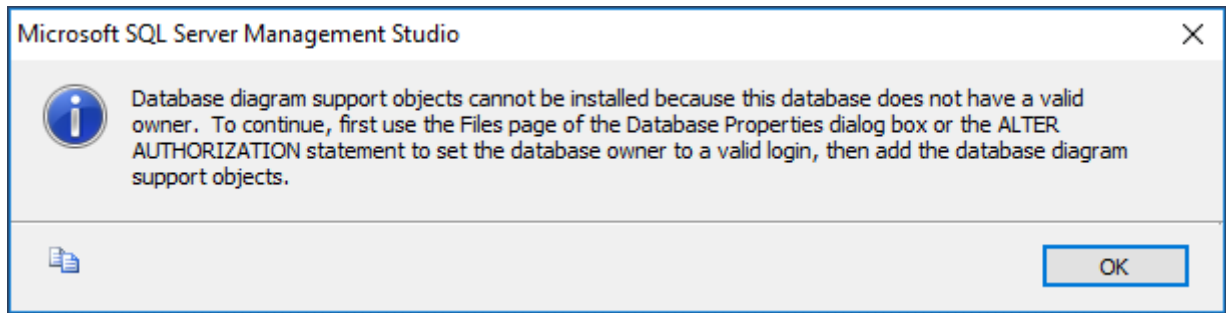 Microsoft SQL Server Management Studio
Database diagram support objects cannot be installed because this database does not have a valid
owner.  To continue, first use the Files page of the Database Properties dialog box or the ALTER
AUTHORIZATION statement to set the database owner to a valid login, then add the database diagram
support objects.
OK